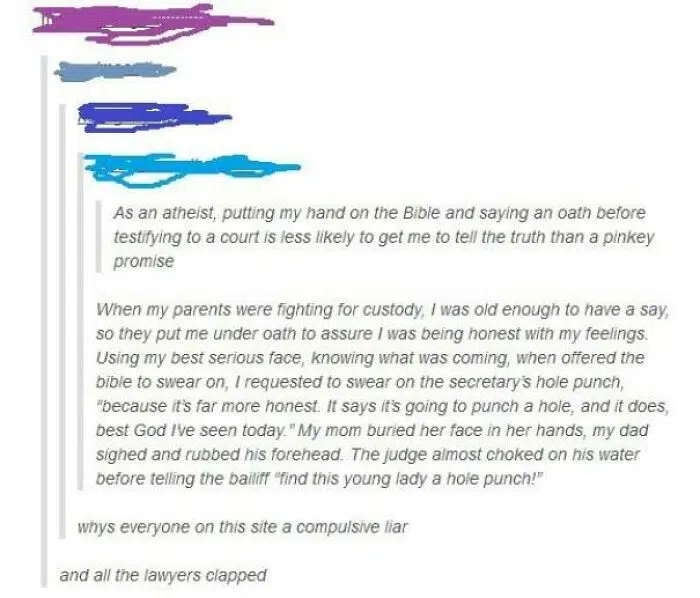 As an atheist, putting my hand on the Bible and saying an oath before
testifying to a court is less likely to get me to tell the truth than a pinkey
promise
When my parents were fighting for custody, I was old enough to have a say,
so they put me under oath to assure I was being honest with my feelings.
Using my best serious face, knowing what was coming, when offered the
bible to swear on, I requested to swear on the secretary's hole punch,
"because it's far more honest. It says it's going to punch a hole, and it does,
best God I've seen today." My mom buried her face in her hands, my dad
sighed and rubbed his forehead. The judge almost choked on his water
before telling the bailiff "find this young lady a hole punch!"
whys everyone on this site a compulsive liar
and all the lawyers clapped